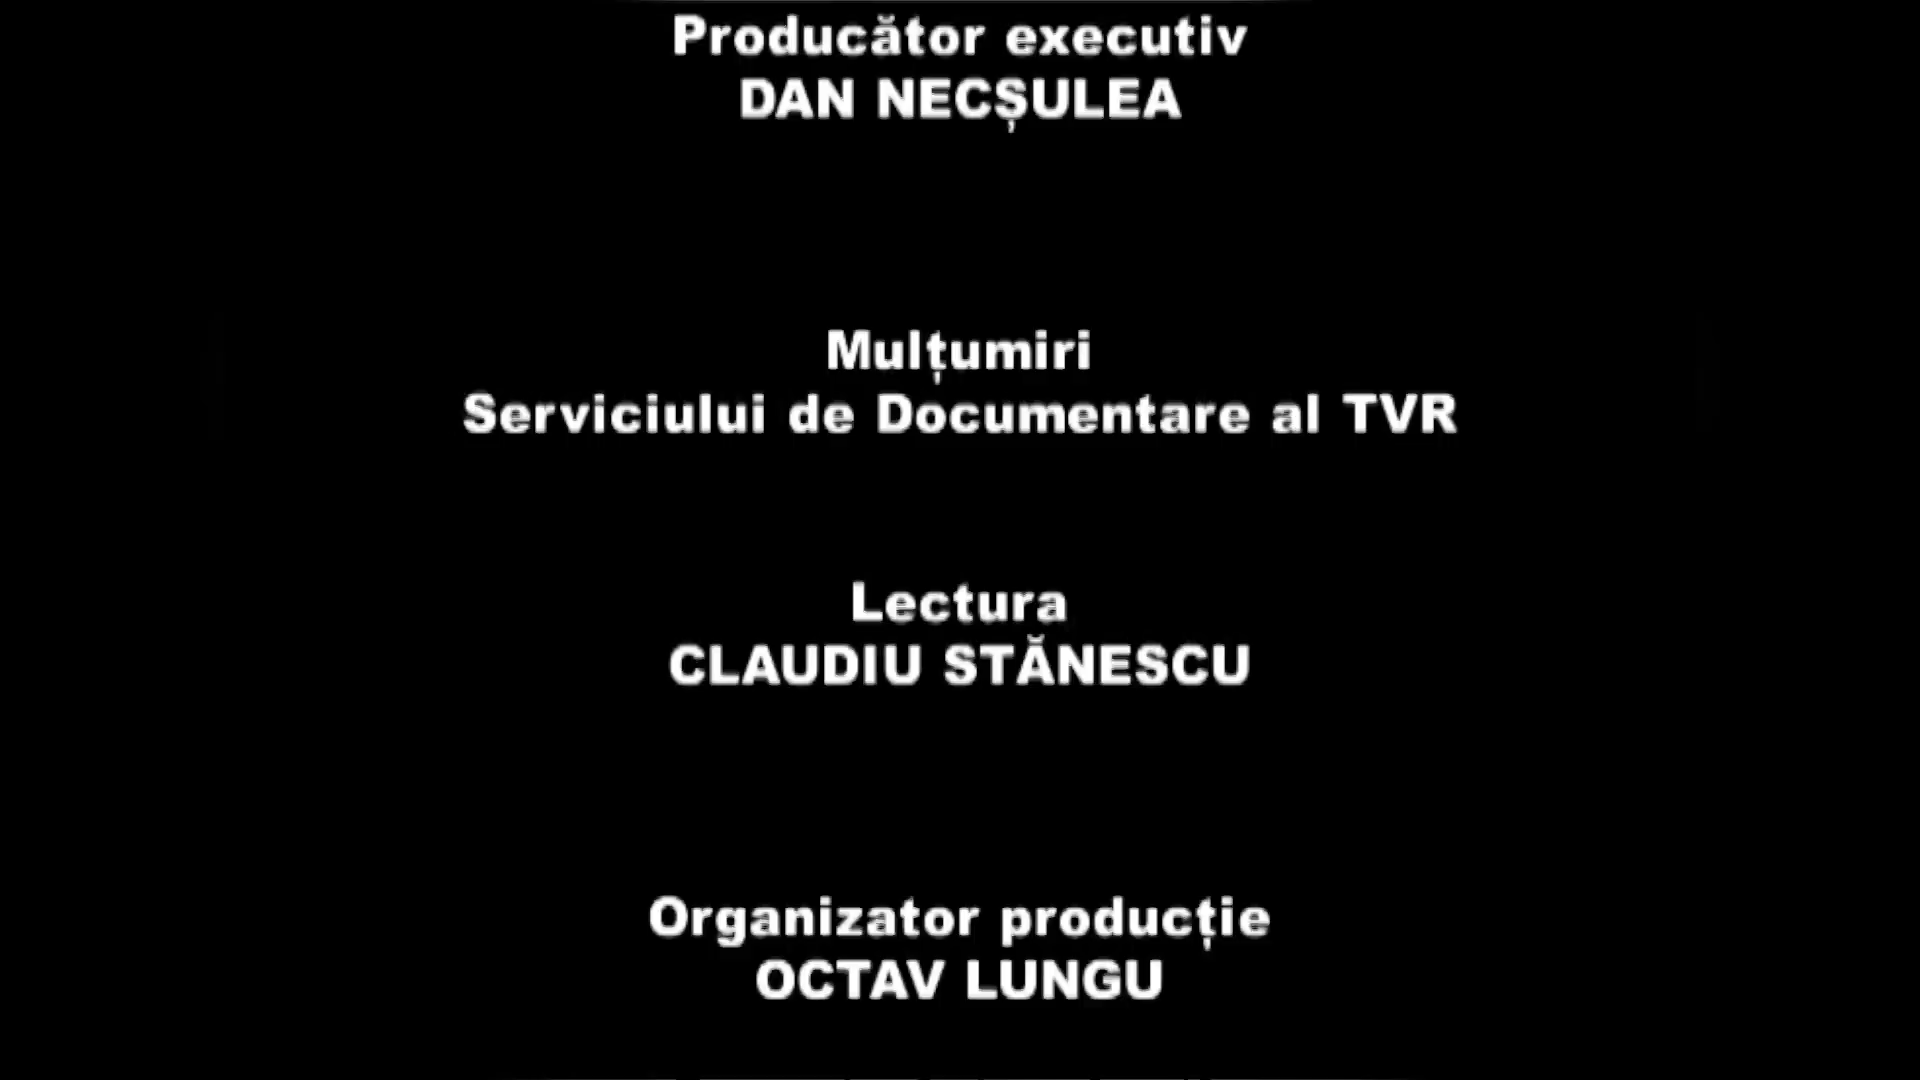 Producător executiv
DAN NECȘULEA
Mulțumiri
Serviciului de Documentare al TVR
Lectura
CLAUDIU STĂNESCU
Organizator producție
OCTAV LUNGU